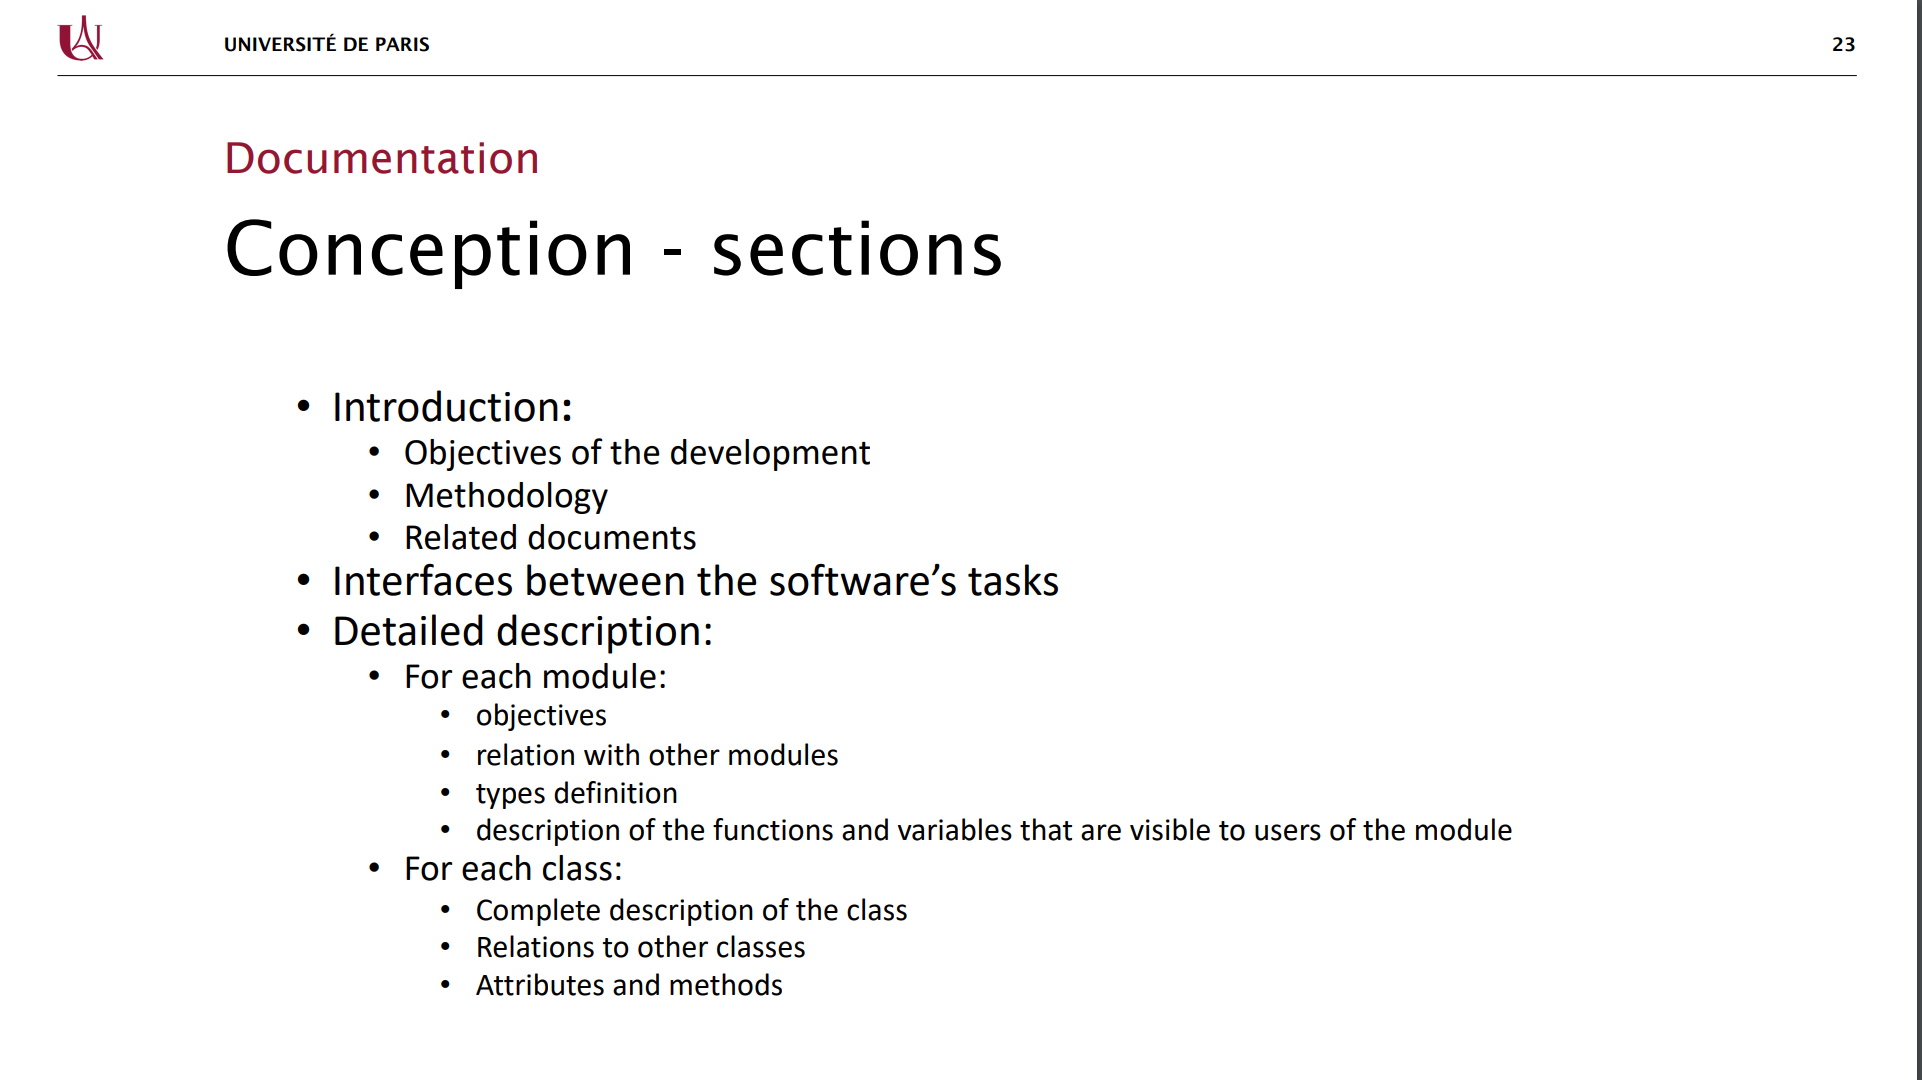 UNIVERSITÉ DE PARIS
23
Documentation
Conception - sections
• Introduction:
• Objectives of the development
• Methodology
• Related documents
• Interfaces between the software’s tasks
• Detailed description:
• For each module:
• objectives
• relation with other modules
• types definition
• description of the functions and variables that are visible to users of the module
• For each class:
• Complete description of the class
• Relations to other classes
• Attributes and methods